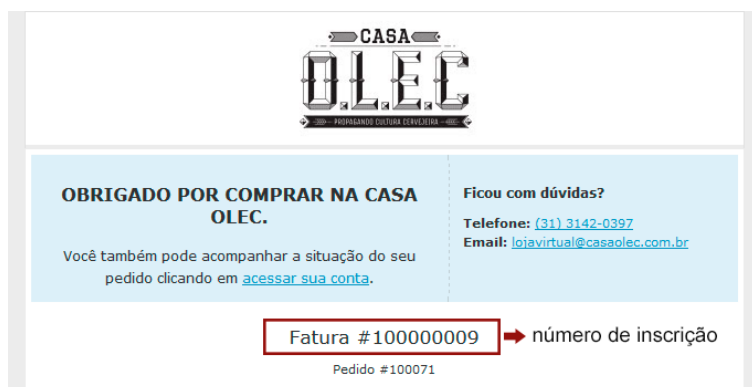 CASA
O.L.E.C
PROPAGANDO CULTURA CERVEJEIRA
OBRIGADO POR COMPRAR NA CASA
OLEC.
Você também pode acompanhar a situação do seu
pedido clicando em acessar sua conta.
Ficou com dúvidas?
Telefone: (31) 3142-0397
Email: lojavirtual@casaolec.com.br
Fatura #100000009
número de inscrição
Pedido #100071